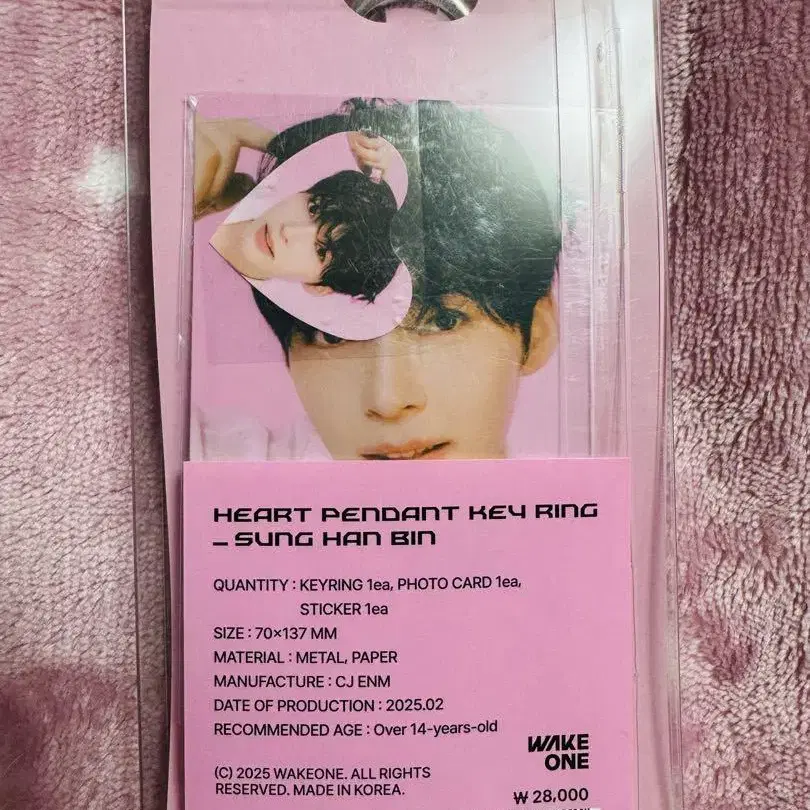 HEART PENDANT KEY RING
– SUNG HAN BIN
QUANTITY : KEYRING 1ea, PHOTO CARD 1ea,
STICKER 1ea
SIZE : 70×137 MM
MATERIAL : METAL, PAPER
MANUFACTURE : CJ ENM
DATE OF PRODUCTION : 2025.02
RECOMMENDED AGE : Over 14-years-old
WAKE
ONE
(C) 2025 WAKEONE. ALL RIGHTS
RESERVED. MADE IN KOREA.
₩ 28,000